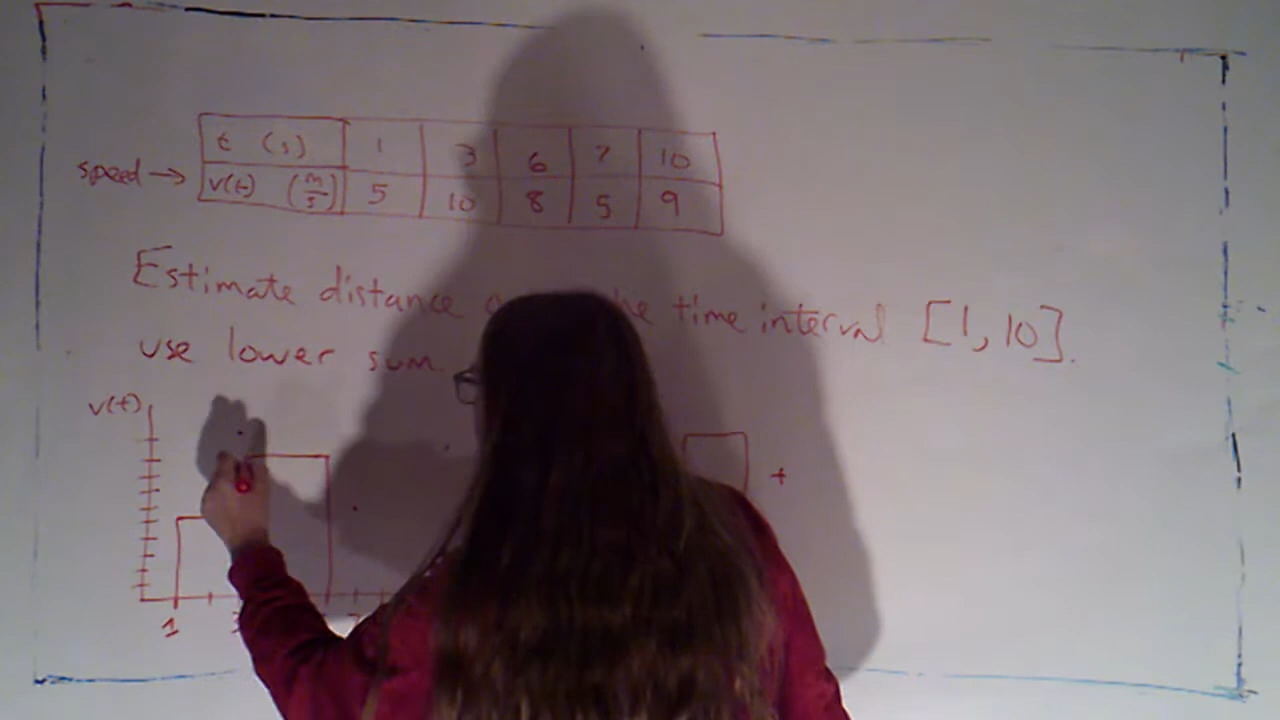 t (s) 1 3 6 7 10
speed → v(t) (m/s) 5 10 8 5 9
Estimate distance the time interval [1, 10].
use lower sum.
v(t)
+
1